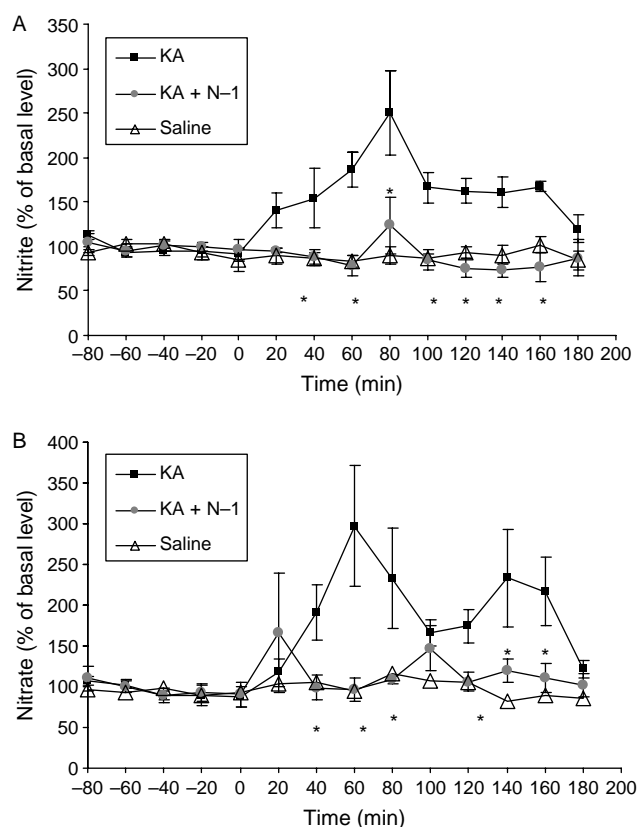 A
350
300
250
200
150
100
50
0
Nitrite (% of basal level)
KA
KA + N–1
Saline
*
* * * * * *
–80 –60 –40 –20 0 20 40 60 80 100 120 140 160 180 200
Time (min)
B
400
350
300
250
200
150
100
50
0
Nitrate (% of basal level)
KA
KA + N–1
Saline
* *
* * * *
–80 –60 –40 –20 0 20 40 60 80 100 120 140 160 180 200
Time (min)